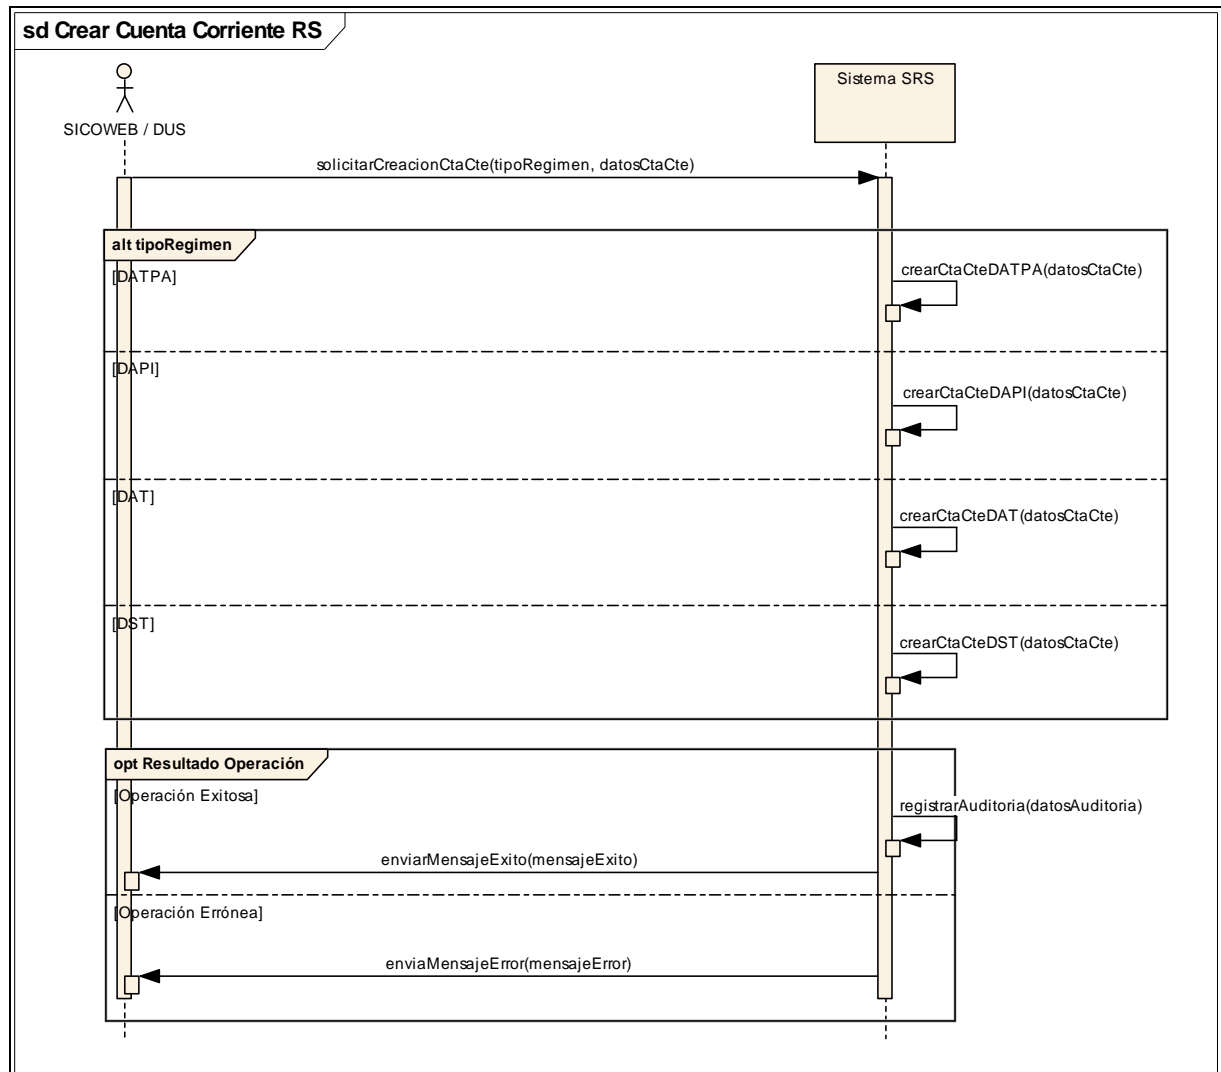 sd Crear Cuenta Corriente RS
SICOWEB / DUS
Sistema SRS
solicitarCreacionCtaCte(tipoRegimen, datosCtaCte)
alt tipoRegimen
[DATPA]
crearCtaCteDATPA(datosCtaCte)
[DAPI]
crearCtaCteDAPI(datosCtaCte)
[DAT]
crearCtaCteDAT(datosCtaCte)
[DST]
crearCtaCteDST(datosCtaCte)
opt Resultado Operación
[Operación Exitosa]
registrarAuditoria(datosAuditoria)
enviarMensajeExito(mensajeExito)
[Operación Errónea]
enviaMensajeError(mensajeError)